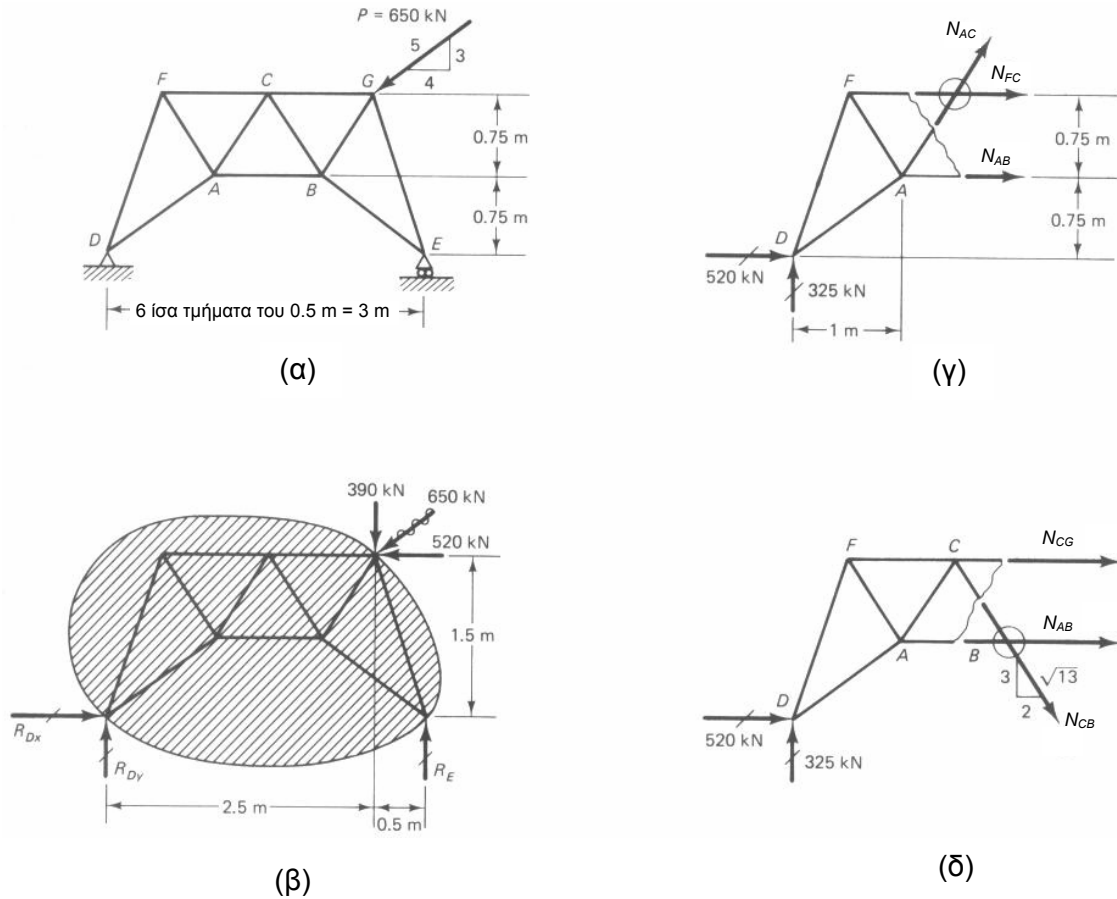 P = 650 kN
5
3
4
F
C
G
0.75 m
A
B
0.75 m
D
E
6 ίσα τμήματα του 0.5 m = 3 m
(α)
N_AC
F
N_FC
0.75 m
N_AB
A
0.75 m
D
520 kN
325 kN
1 m
(γ)
390 kN
650 kN
520 kN
1.5 m
R_Dx
R_Dy
R_E
2.5 m
0.5 m
(β)
F
C
N_CG
N_AB
A
B
3
√13
2
N_CB
D
520 kN
325 kN
(δ)